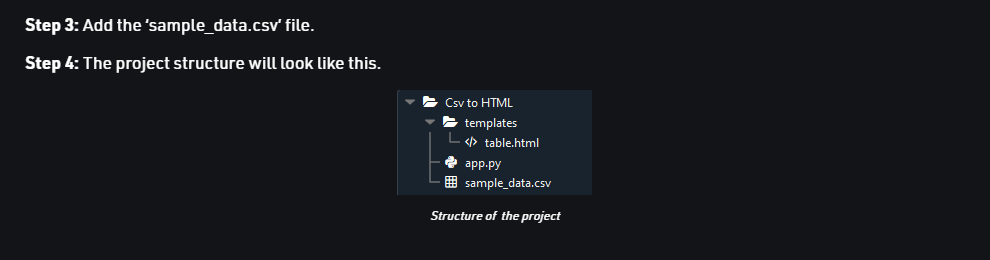 Step 3: Add the ‘sample_data.csv’ file.
Step 4: The project structure will look like this.
Csv to HTML
templates
</> table.html
app.py
sample_data.csv
Structure of the project